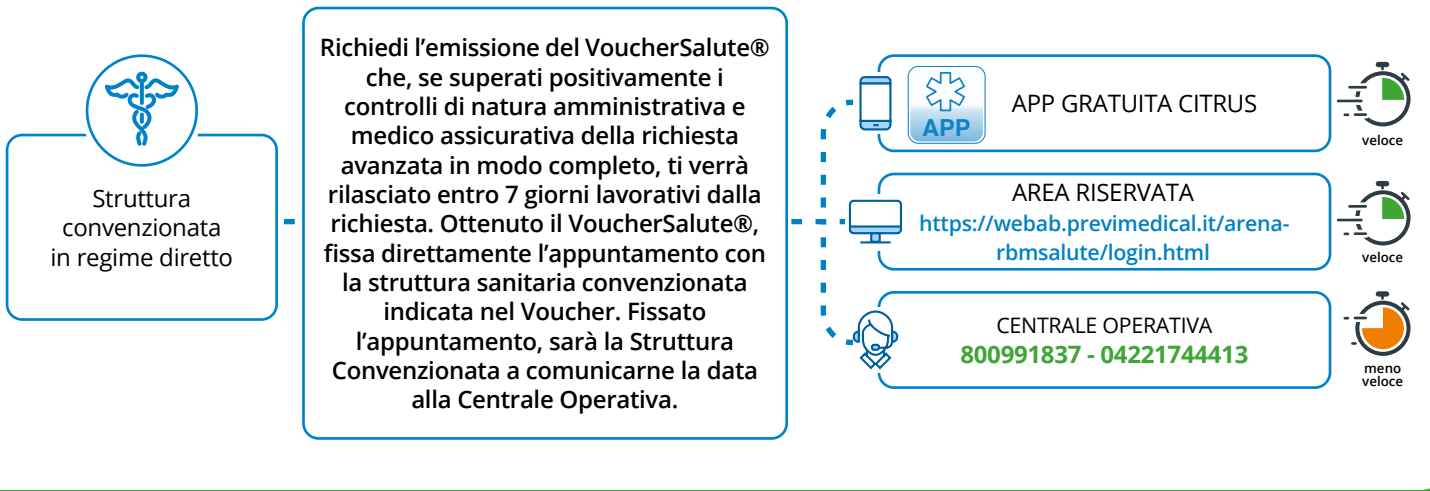 Struttura
convenzionata
in regime diretto
Richiedi l’emissione del VoucherSalute®
che, se superati positivamente i
controlli di natura amministrativa e
medico assicurativa della richiesta
avanzata in modo completo, ti verrà
rilasciato entro 7 giorni lavorativi dalla
richiesta. Ottenuto il VoucherSalute®,
fissa direttamente l’appuntamento con
la struttura sanitaria convenzionata
indicata nel Voucher. Fissato
l’appuntamento, sarà la Struttura
Convenzionata a comunicarne la data
alla Centrale Operativa.
APP
APP GRATUITA CITRUS
veloce
AREA RISERVATA
https://webab.previmedical.it/arena-
rbmsalute/login.html
veloce
CENTRALE OPERATIVA
800991837 - 04221744413
meno
veloce